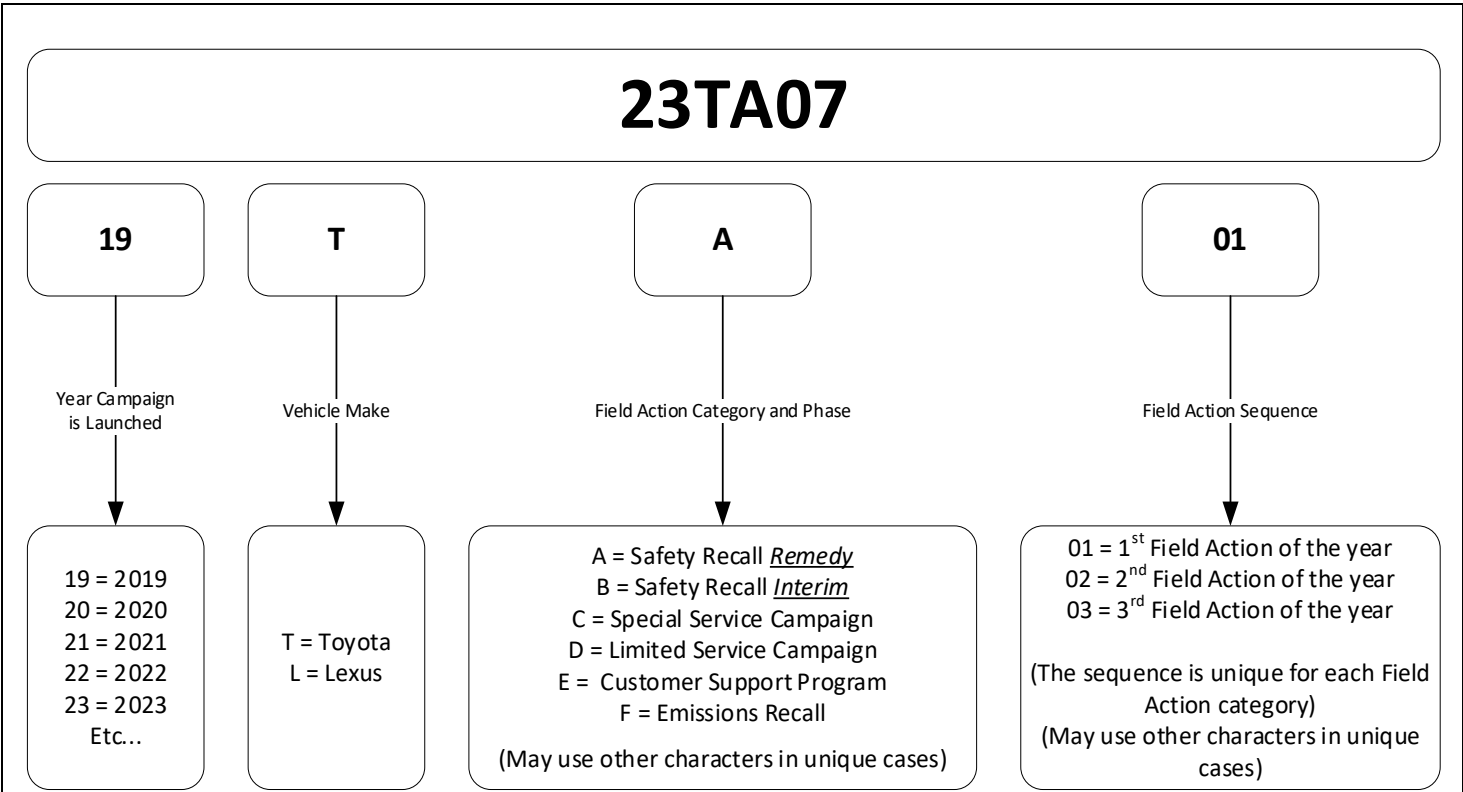 23TA07
19
T
A
01
Year Campaign
is Launched
Vehicle Make
Field Action Category and Phase
Field Action Sequence
19 = 2019
20 = 2020
21 = 2021
22 = 2022
23 = 2023
Etc...
T = Toyota
L = Lexus
A = Safety Recall Remedy
B = Safety Recall Interim
C = Special Service Campaign
D = Limited Service Campaign
E =  Customer Support Program
F = Emissions Recall
(May use other characters in unique cases)
01 = 1st Field Action of the year
02 = 2nd Field Action of the year
03 = 3rd Field Action of the year
(The sequence is unique for each Field
Action category)
(May use other characters in unique
cases)